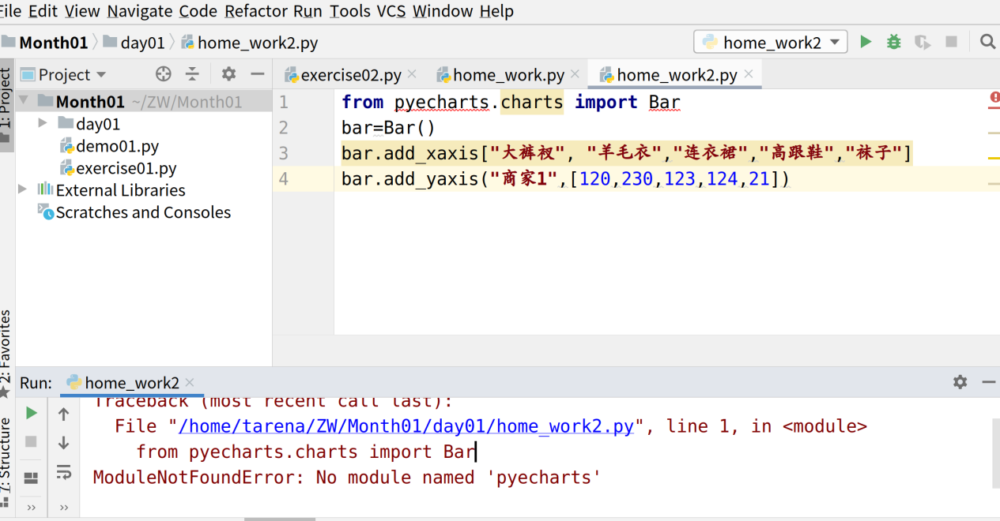 File Edit View Navigate Code Refactor Run Tools VCS Window Help
Month01 day01 home_work2.py home_work2
1: Project
Project
exercise02.py home_work.py home_work2.py
Month01 ~/ZW/Month01
day01
demo01.py
exercise01.py
External Libraries
Scratches and Consoles
1 from pyecharts.charts import Bar
2 bar=Bar()
3 bar.add_xaxis["大裤衩", "羊毛衣","连衣裙","高跟鞋","袜子"]
4 bar.add_yaxis("商家1",[120,230,123,124,21])
2: Favorites
7: Structure
Run: home_work2
Traceback (most recent call last):
File "/home/tarena/ZW/Month01/day01/home_work2.py", line 1, in <module>
from pyecharts.charts import Bar
ModuleNotFoundError: No module named 'pyecharts'